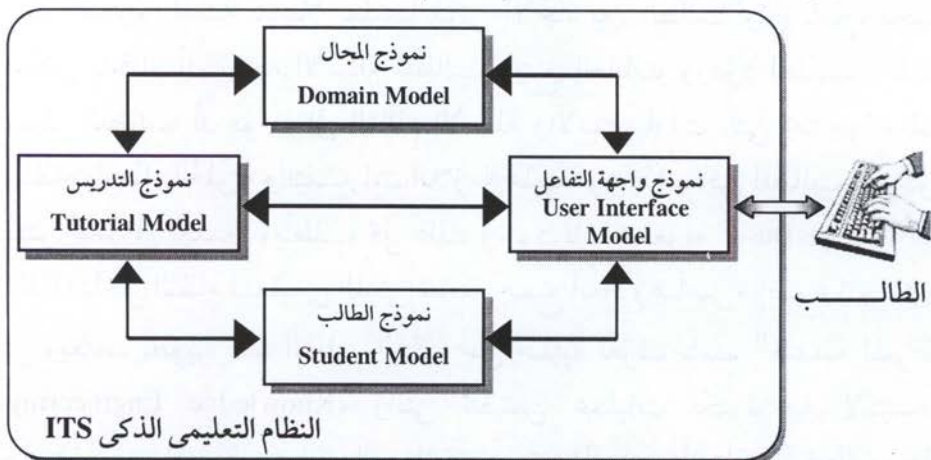 نموذج المجال
Domain Model
نموذج التدريس
Tutorial Model
نموذج واجهة التفاعل
User Interface
Model
الطالــــــب
نموذج الطالب
Student Model
النظام التعليمى الذكى ITS